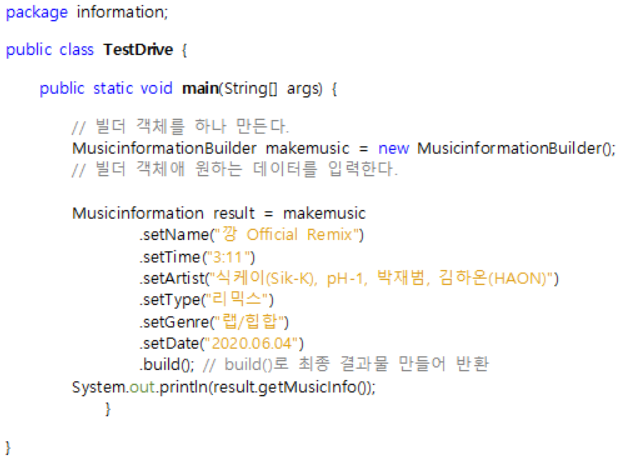 package information;
public class TestDrive {
public static void main(String[] args) {
// 빌더 객체를 하나 만든다.
MusicinformationBuilder makemusic = new MusicinformationBuilder();
// 빌더 객체애 원하는 데이터를 입력한다.
Musicinformation result = makemusic
.setName("깡 Official Remix")
.setTime("3:11")
.setArtist("식케이(Sik-K), pH-1, 박재범, 김하온(HAON)")
.setType("리믹스")
.setGenre("랩/힙합")
.setDate("2020.06.04")
.build(); // build()로 최종 결과물 만들어 반환
System.out.println(result.getMusicInfo());
}
}